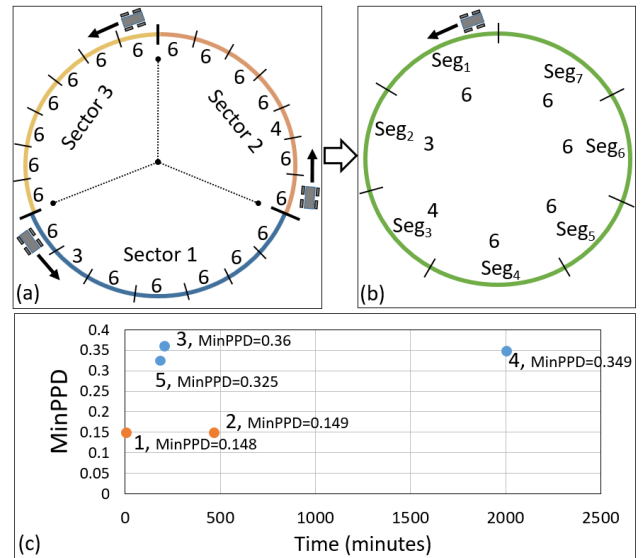 6
6
6
6
6
6
6
Sector 3
6
6
6
6
4
6
6
Sector 2
6
3
6
6
6
6
6
Sector 1
(a)
Seg1
6
Seg2
3
Seg3
4
Seg4
6
Seg5
6
Seg6
6
Seg7
6
(b)
MinPPD
0.4
0.35
0.3
0.25
0.2
0.15
0.1
0.05
0
3, MinPPD=0.36
5, MinPPD=0.325
4, MinPPD=0.349
2, MinPPD=0.149
1, MinPPD=0.148
0 500 1000 1500 2000 2500
Time (minutes)
(c)